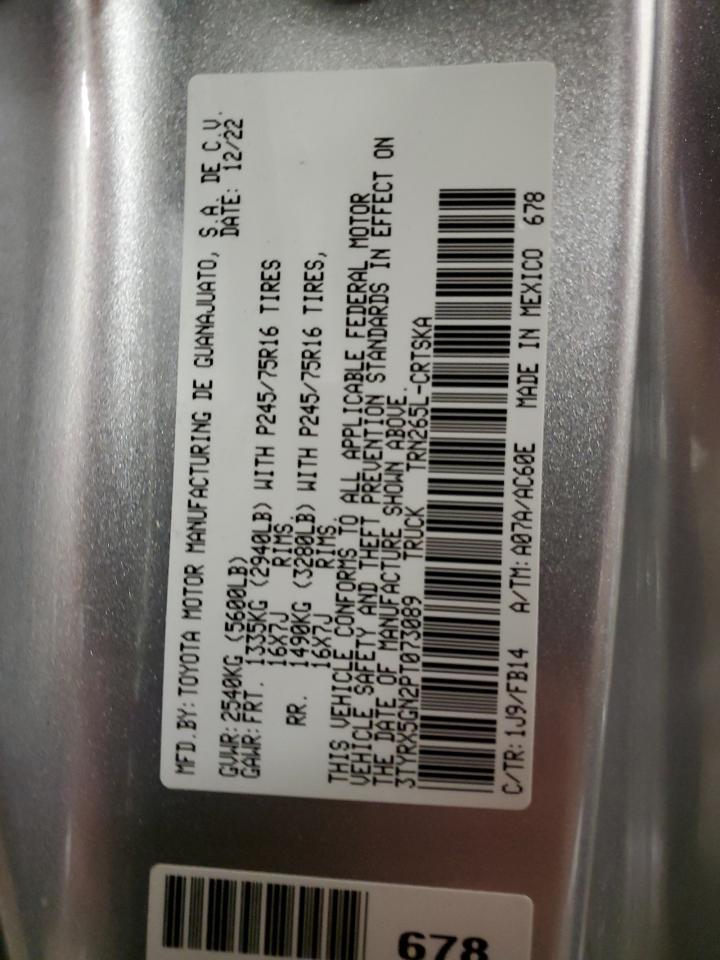 MFD.BY:TOYOTA MOTOR MANUFACTURING DE GUANAJUATO, S.A. DE C.V.
DATE: 12/22
GVWR:2540KG (5600LB)
GAWR:FRT. 1335KG (2940LB) WITH P245/75R16 TIRES
16X7J RIMS.
RR. 1490KG (3280LB) WITH P245/75R16 TIRES,
16X7J RIMS.
THIS VEHICLE CONFORMS TO ALL APPLICABLE FEDERAL MOTOR
VEHICLE SAFETY AND THEFT PREVENTION STANDARDS IN EFFECT ON
THE DATE OF MANUFACTURE SHOWN ABOVE.
3TYRX5GN2PT073089 TRUCK TRN265L-CRTSKA
C/TR:1J9/FB14 A/TM:A07A/AC60E MADE IN MEXICO 678
678